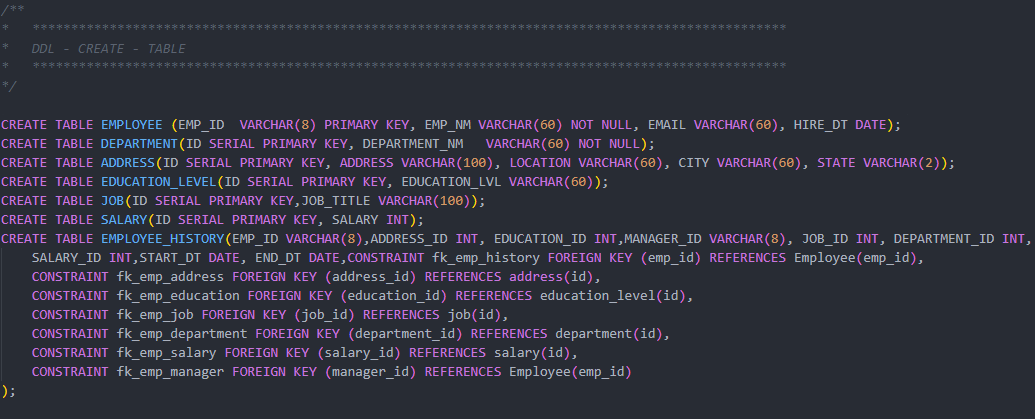 /**
*   **************************************************************************************************
*   DDL - CREATE - TABLE
*   **************************************************************************************************
*/
CREATE TABLE EMPLOYEE (EMP_ID  VARCHAR(8) PRIMARY KEY, EMP_NM VARCHAR(60) NOT NULL, EMAIL VARCHAR(60), HIRE_DT DATE);
CREATE TABLE DEPARTMENT(ID SERIAL PRIMARY KEY, DEPARTMENT_NM   VARCHAR(60) NOT NULL);
CREATE TABLE ADDRESS(ID SERIAL PRIMARY KEY, ADDRESS VARCHAR(100), LOCATION VARCHAR(60), CITY VARCHAR(60), STATE VARCHAR(2));
CREATE TABLE EDUCATION_LEVEL(ID SERIAL PRIMARY KEY, EDUCATION_LVL VARCHAR(60));
CREATE TABLE JOB(ID SERIAL PRIMARY KEY,JOB_TITLE VARCHAR(100));
CREATE TABLE SALARY(ID SERIAL PRIMARY KEY, SALARY INT);
CREATE TABLE EMPLOYEE_HISTORY(EMP_ID VARCHAR(8),ADDRESS_ID INT, EDUCATION_ID INT,MANAGER_ID VARCHAR(8), JOB_ID INT, DEPARTMENT_ID INT,
    SALARY_ID INT,START_DT DATE, END_DT DATE,CONSTRAINT fk_emp_history FOREIGN KEY (emp_id) REFERENCES Employee(emp_id),
    CONSTRAINT fk_emp_address FOREIGN KEY (address_id) REFERENCES address(id),
    CONSTRAINT fk_emp_education FOREIGN KEY (education_id) REFERENCES education_level(id),
    CONSTRAINT fk_emp_job FOREIGN KEY (job_id) REFERENCES job(id),
    CONSTRAINT fk_emp_department FOREIGN KEY (department_id) REFERENCES department(id),
    CONSTRAINT fk_emp_salary FOREIGN KEY (salary_id) REFERENCES salary(id),
    CONSTRAINT fk_emp_manager FOREIGN KEY (manager_id) REFERENCES Employee(emp_id)
);